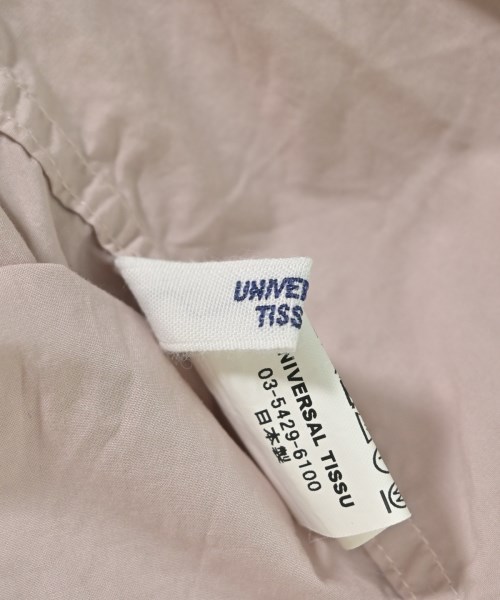 UNIVER
TISS
NIVERSAL TISSU
03-5429-6100
日本製